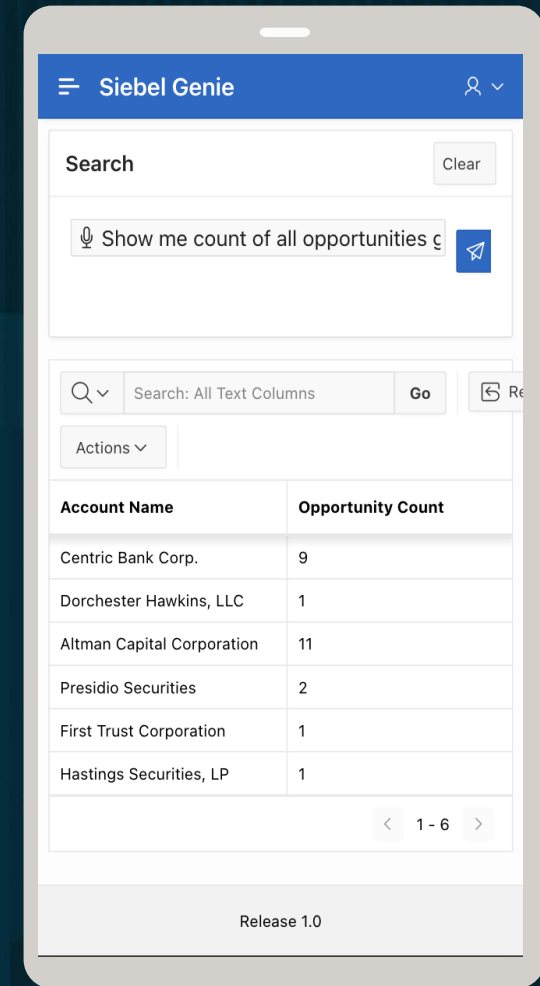 Siebel Genie
Search
Clear
Show me count of all opportunities
Search: All Text Columns
Go
Actions
Account Name Opportunity Count
Centric Bank Corp. 9
Dorchester Hawkins, LLC 1
Altman Capital Corporation 11
Presidio Securities 2
First Trust Corporation 1
Hastings Securities, LP 1
1 - 6
Release 1.0